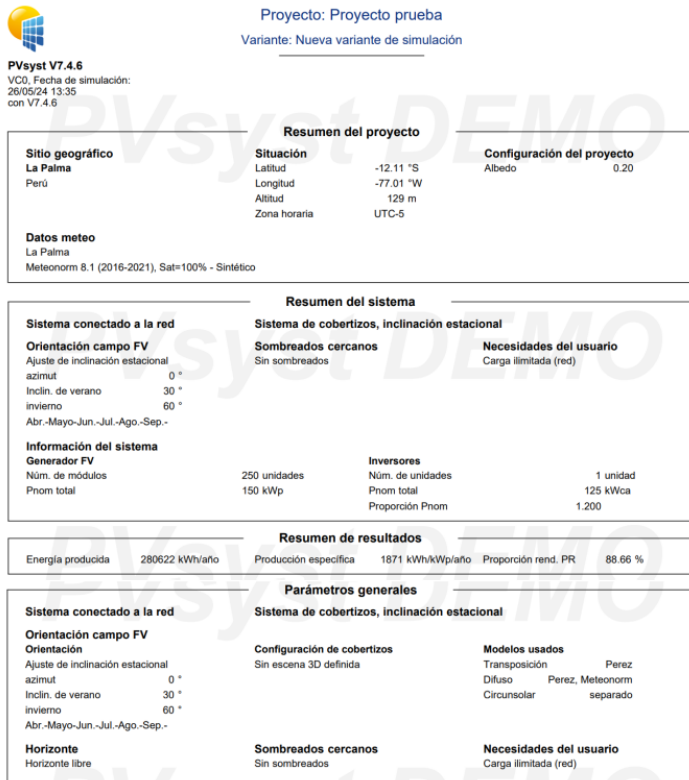 Proyecto: Proyecto prueba
Variante: Nueva variante de simulación
PVsyst V7.4.6
VC0, Fecha de simulación:
26/05/24 13:35
con V7.4.6
PVsyst DEMO
Resumen del proyecto
Sitio geográfico Situación Configuración del proyecto
La Palma Latitud -12.11 °S Albedo 0.20
Perú Longitud -77.01 °W
Altitud 129 m
Zona horaria UTC-5
Datos meteo
La Palma
Meteonorm 8.1 (2016-2021), Sat=100% - Sintético
PVsyst DEMO
Resumen del sistema
Sistema conectado a la red Sistema de cobertizos, inclinación estacional
Orientación campo FV Sombreados cercanos Necesidades del usuario
Ajuste de inclinación estacional Sin sombreados Carga ilimitada (red)
azimut 0 °
Inclin. de verano 30 °
invierno 60 °
Abr.-Mayo-Jun.-Jul.-Ago.-Sep.-
Información del sistema
Generador FV Inversores
Núm. de módulos 250 unidades Núm. de unidades 1 unidad
Pnom total 150 kWp Pnom total 125 kWca
Proporción Pnom 1.200
PVsyst DEMO
Resumen de resultados
Energía producida 280622 kWh/año Producción específica 1871 kWh/kWp/año Proporción rend. PR 88.66 %
Parámetros generales
Sistema conectado a la red Sistema de cobertizos, inclinación estacional
Orientación campo FV
Orientación Configuración de cobertizos Modelos usados
Ajuste de inclinación estacional Sin escena 3D definida Transposición Perez
azimut 0 ° Difuso Perez, Meteonorm
Inclin. de verano 30 ° Circunsolar separado
invierno 60 °
Abr.-Mayo-Jun.-Jul.-Ago.-Sep.-
Horizonte Sombreados cercanos Necesidades del usuario
Horizonte libre Sin sombreados Carga ilimitada (red)
PVsyst DEMO